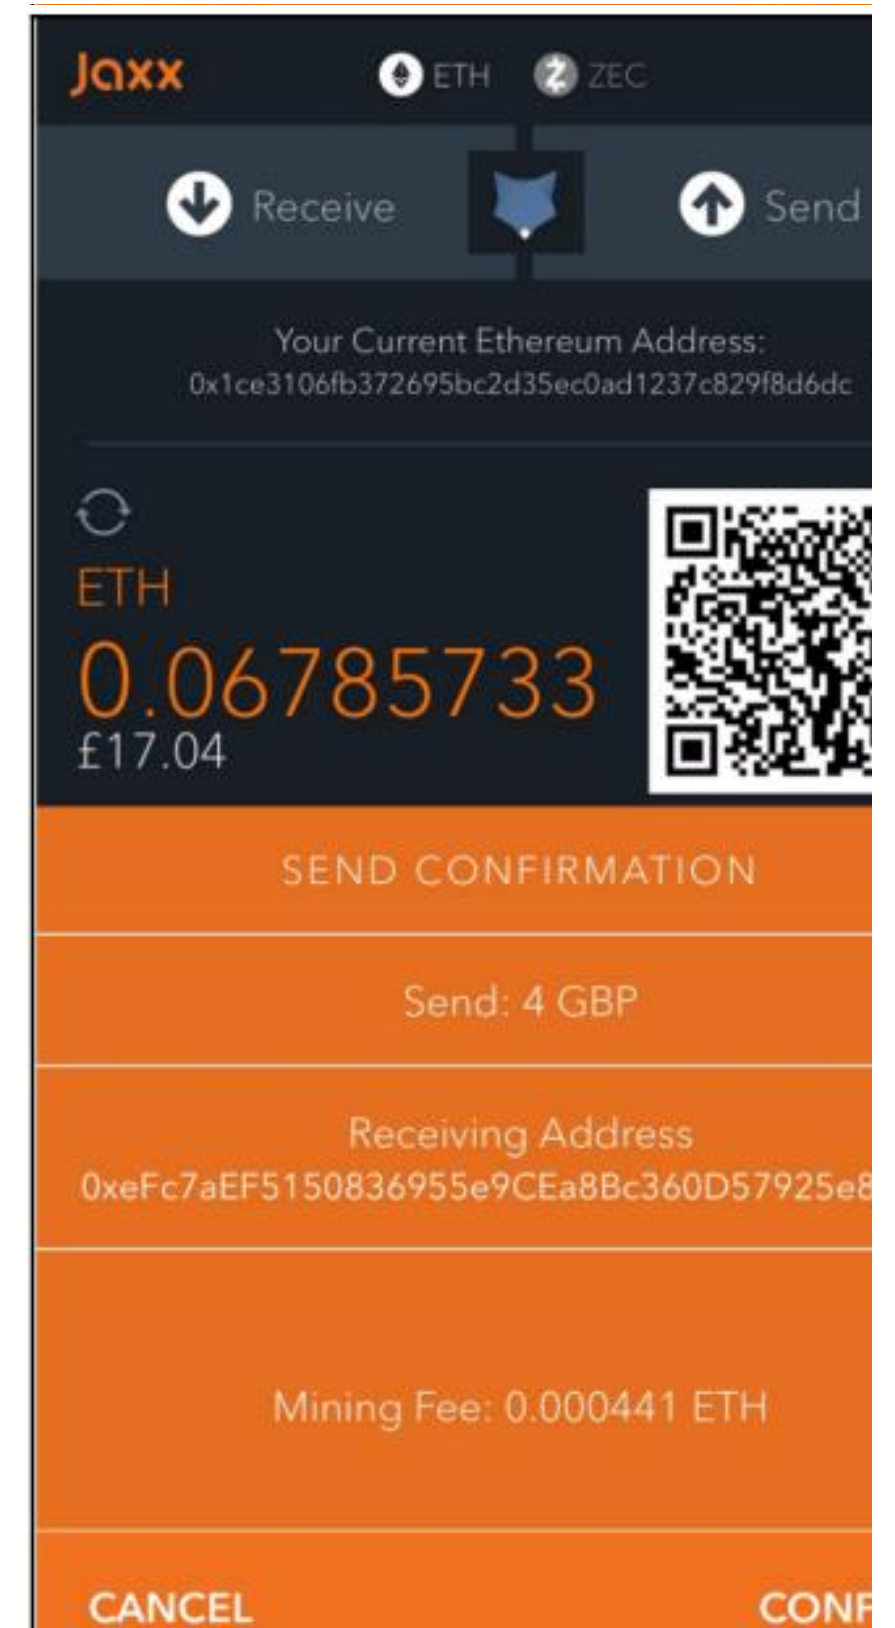 Jaxx
ETH ZEC
Receive Send
Your Current Ethereum Address:
0x1ce3106fb372695bc2d35ec0ad1237c829f8d6dc
ETH
0.06785733
£17.04
SEND CONFIRMATION
Send: 4 GBP
Receiving Address
0xeFc7aEF5150836955e9CEa8Bc360D57925e8
Mining Fee: 0.000441 ETH
CANCEL CONF